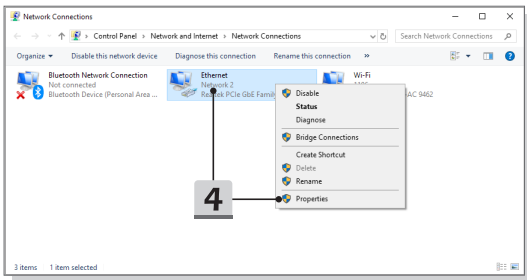 Network Connections
Control Panel › Network and Internet › Network Connections
Search Network Connections
Organize Disable this network device Diagnose this connection Rename this connection »
Bluetooth Network Connection
Not connected
Bluetooth Device (Personal Area ...
Ethernet
Network 2
Realtek PCIe GbE Family
Wi-Fi
AC 9462
Disable
Status
Diagnose
Bridge Connections
Create Shortcut
Delete
Rename
Properties
4
3 items 1 item selected